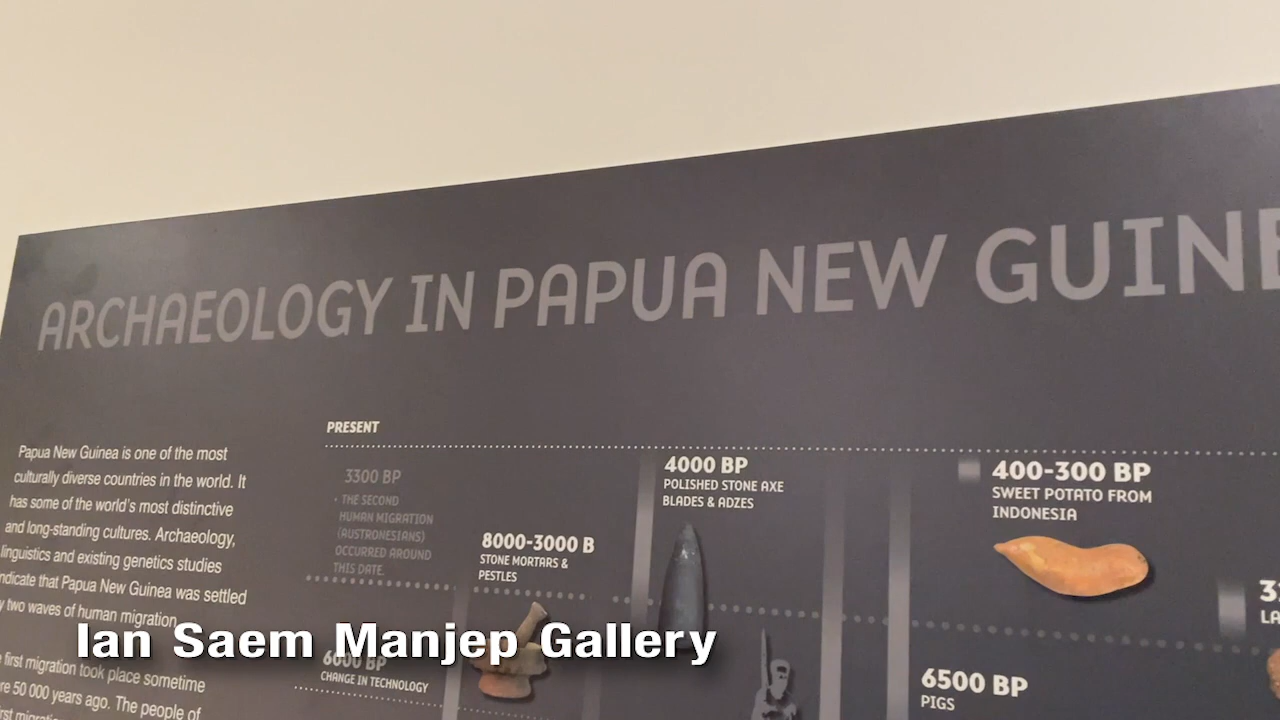 ARCHAEOLOGY IN PAPUA NEW
PRESENT
Papua New Guinea is one of the most
culturally diverse countries in the world. It
has some of the world's most distinctive
and long-standing cultures. Archaeology,
linguistics and existing genetics studies
indicate that Papua New Guinea was settled
two waves of human migration
first migration took place sometime
50 000 years ago. The people of
3300 BP
• THE SECOND
HUMAN MIGRATION
(AUSTRONESIANS)
OCCURRED AROUND
THIS DATE.
8000-3000 B
STONE MORTARS &
PESTLES
6000 BP
CHANGE IN TECHNOLOGY
4000 BP
POLISHED STONE AXE
BLADES & ADZES
400-300 BP
SWEET POTATO FROM
INDONESIA
6500 BP
PIGS
Ian Saem Manjep Gallery